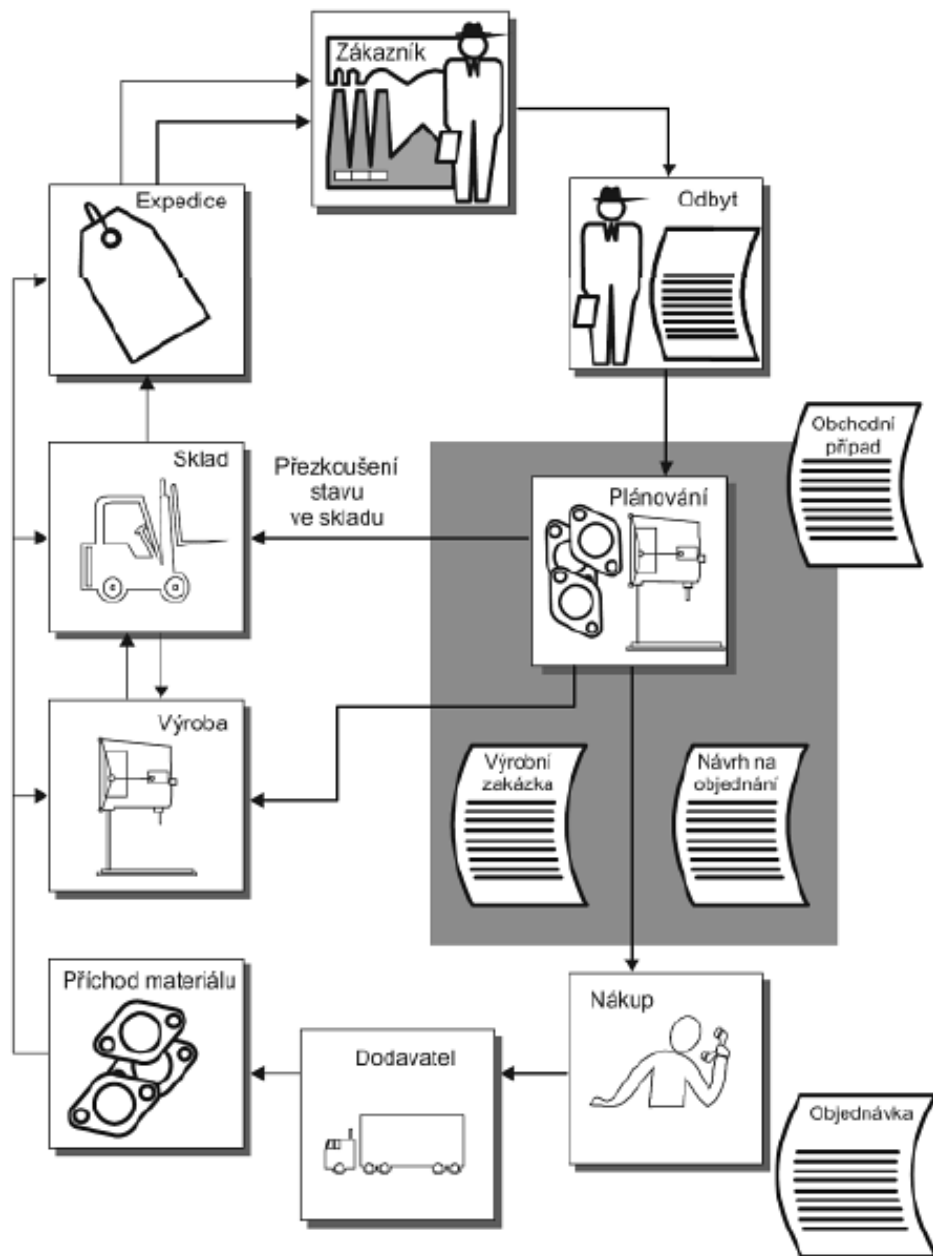 Zákazník
Expedice
Odbyt
Obchodní
případ
Sklad
Přezkoušení
stavu
ve skladu
Plánování
Výroba
Výrobní
zakázka
Návrh na
objednání
Příchod materiálu
Nákup
Dodavatel
Objednávka